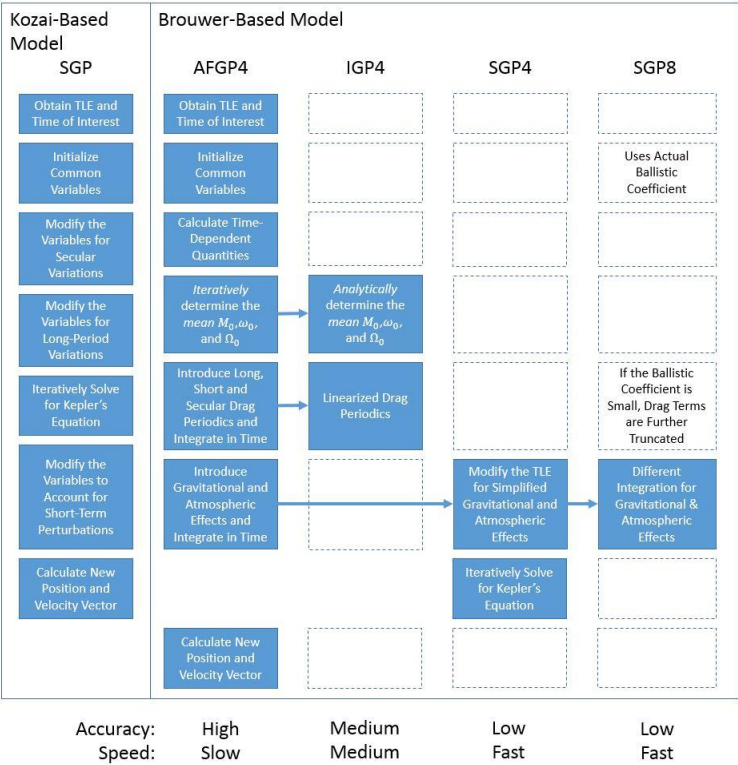 Kozai-Based
Model
SGP
Obtain TLE and
Time of Interest
Initialize
Common
Variables
Modify the
Variables for
Secular
Variations
Modify the
Variables for
Long-Period
Variations
Iteratively Solve
for Kepler's
Equation
Modify the
Variables to
Account for
Short-Term
Perturbations
Calculate New
Position and
Velocity Vector
Brouwer-Based Model
AFGP4
Obtain TLE and
Time of Interest
Initialize
Common
Variables
Calculate Time-
Dependent
Quantities
Iteratively
determine the
mean M₀,ω₀,
and Ω₀
Introduce Long,
Short and
Secular Drag
Periodics and
Integrate in Time
Introduce
Gravitational and
Atmospheric
Effects and
Integrate in Time
Calculate New
Position and
Velocity Vector
IGP4
Analytically
determine the
mean M₀,ω₀,
and Ω₀
Linearized Drag
Periodics
SGP4
Modify the TLE
for Simplified
Gravitational and
Atmospheric
Effects
Iteratively Solve
for Kepler's
Equation
SGP8
Uses Actual
Ballistic
Coefficient
If the Ballistic
Coefficient is
Small, Drag Terms
are Further
Truncated
Different
Integration for
Gravitational &
Atmospheric
Effects
Accuracy: High Medium Low Low
Speed: Slow Medium Fast Fast